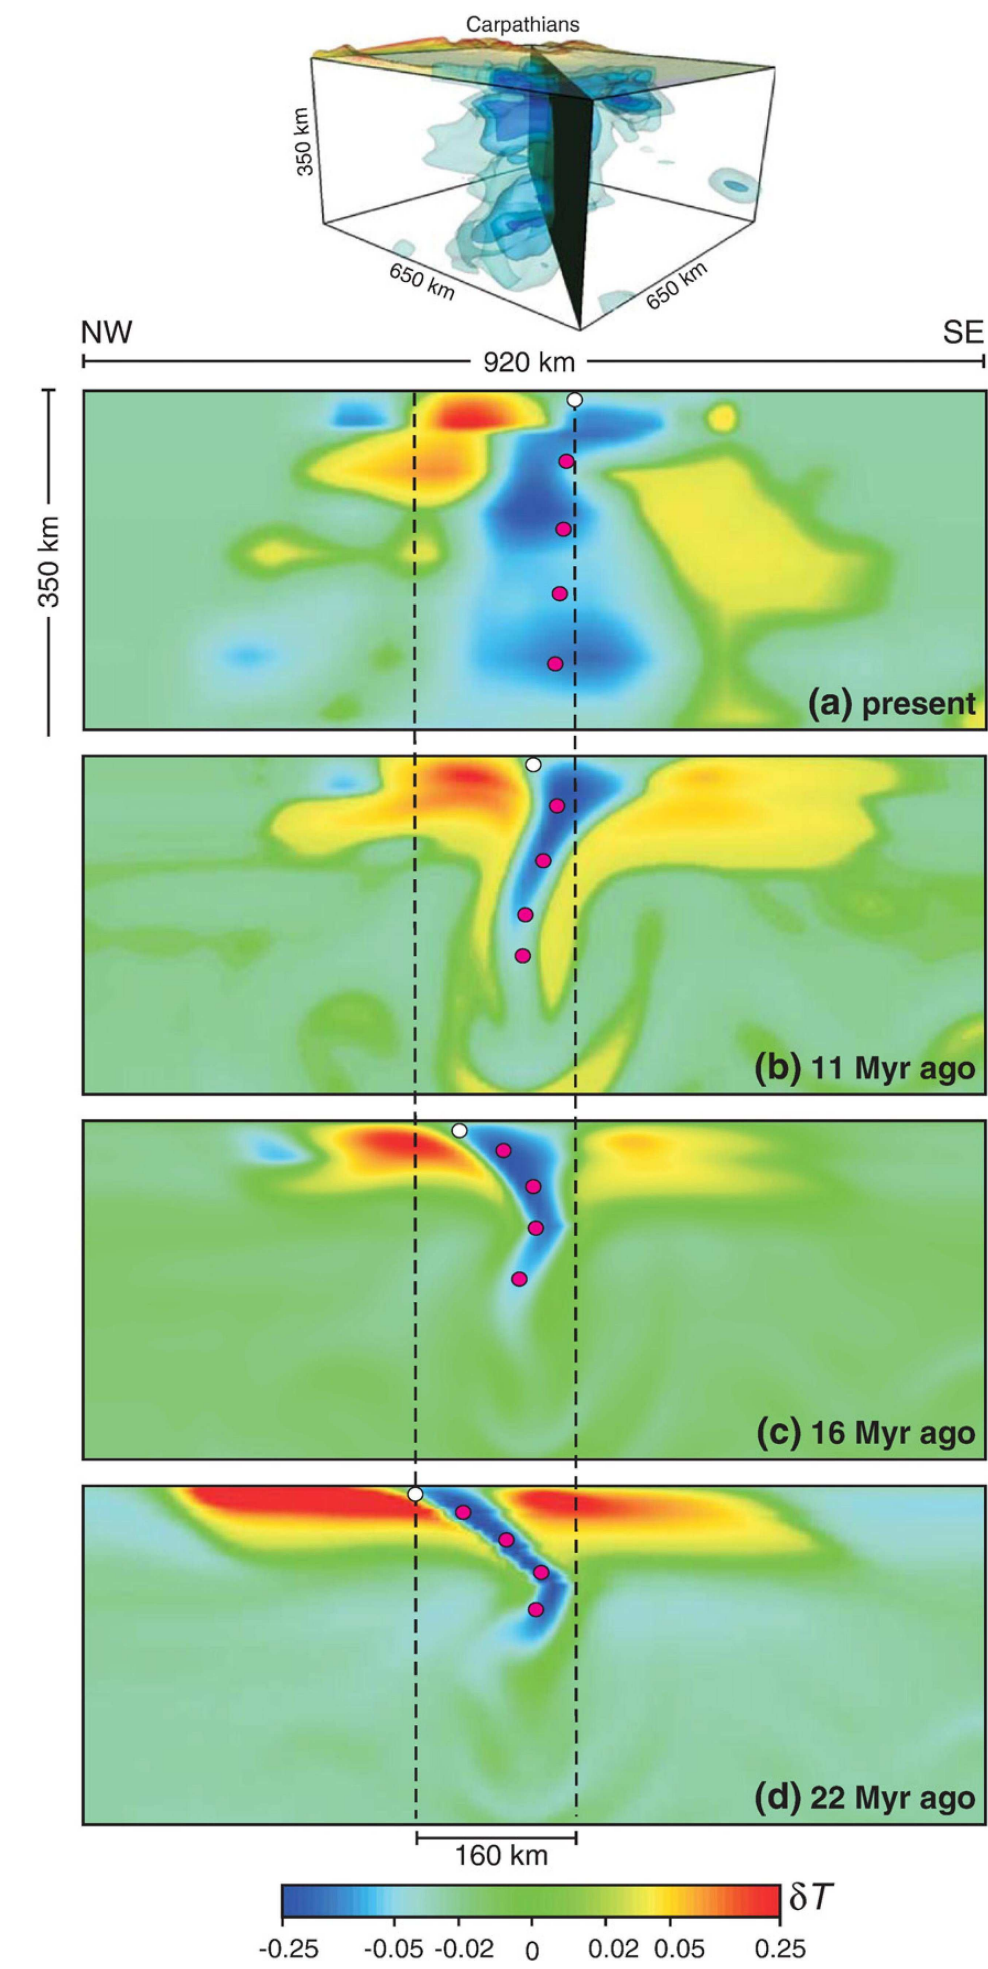 Carpathians
350 km
650 km
650 km
NW
SE
920 km
350 km
(a) present
(b) 11 Myr ago
(c) 16 Myr ago
(d) 22 Myr ago
160 km
δT
-0.25 -0.05 -0.02 0 0.02 0.05 0.25